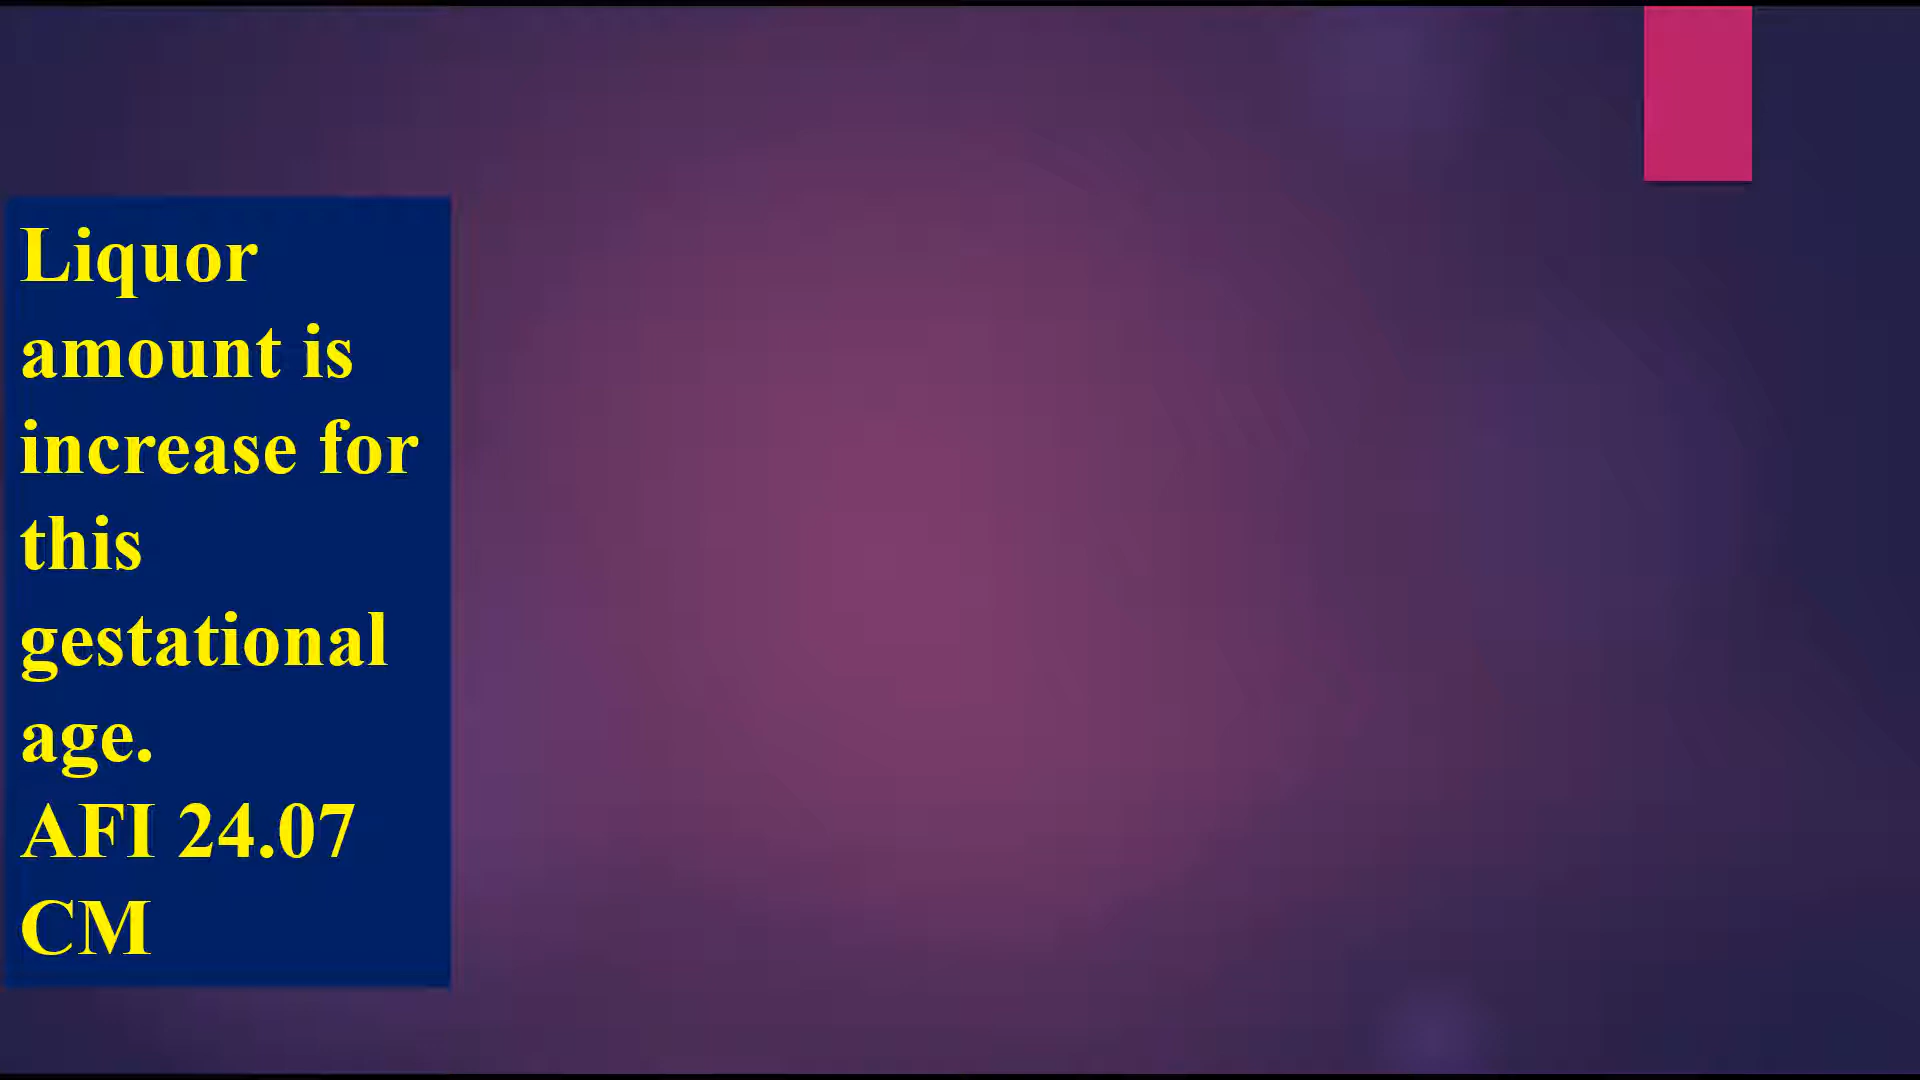 Liquor
amount is
increase for
this
gestational
age.
AFI 24.07
CM